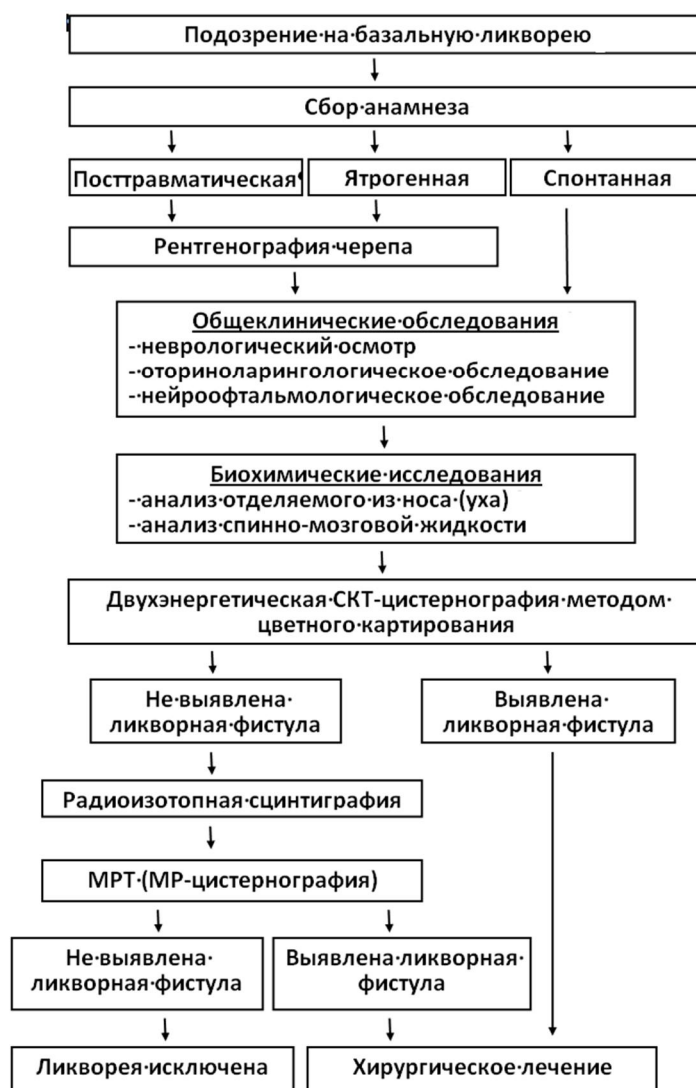 Подозрение·на·базальную·ликворею
Сбор·анамнеза
Посттравматическая·
Ятрогенная
Спонтанная
Рентгенография·черепа
Общеклинические·обследования
-·неврологический·осмотр
-·оториноларингологическое·обследование
-·нейроофтальмологическое·обследование
Биохимические·исследования
-·анализ·отделяемого·из·носа·(уха)
-·анализ·спинно-мозговой·жидкости
Двухэнергетическая·СКТ-цистернография·методом·
цветного·картирования
Не·выявлена·
ликворная·фистула
Выявлена·
ликворная·фистула
Радиоизотопная·сцинтиграфия
МРТ·(МР-цистернография)
Не·выявлена·
ликворная·фистула
Выявлена·ликворная·
фистула
Ликворея·исключена
Хирургическое·лечение